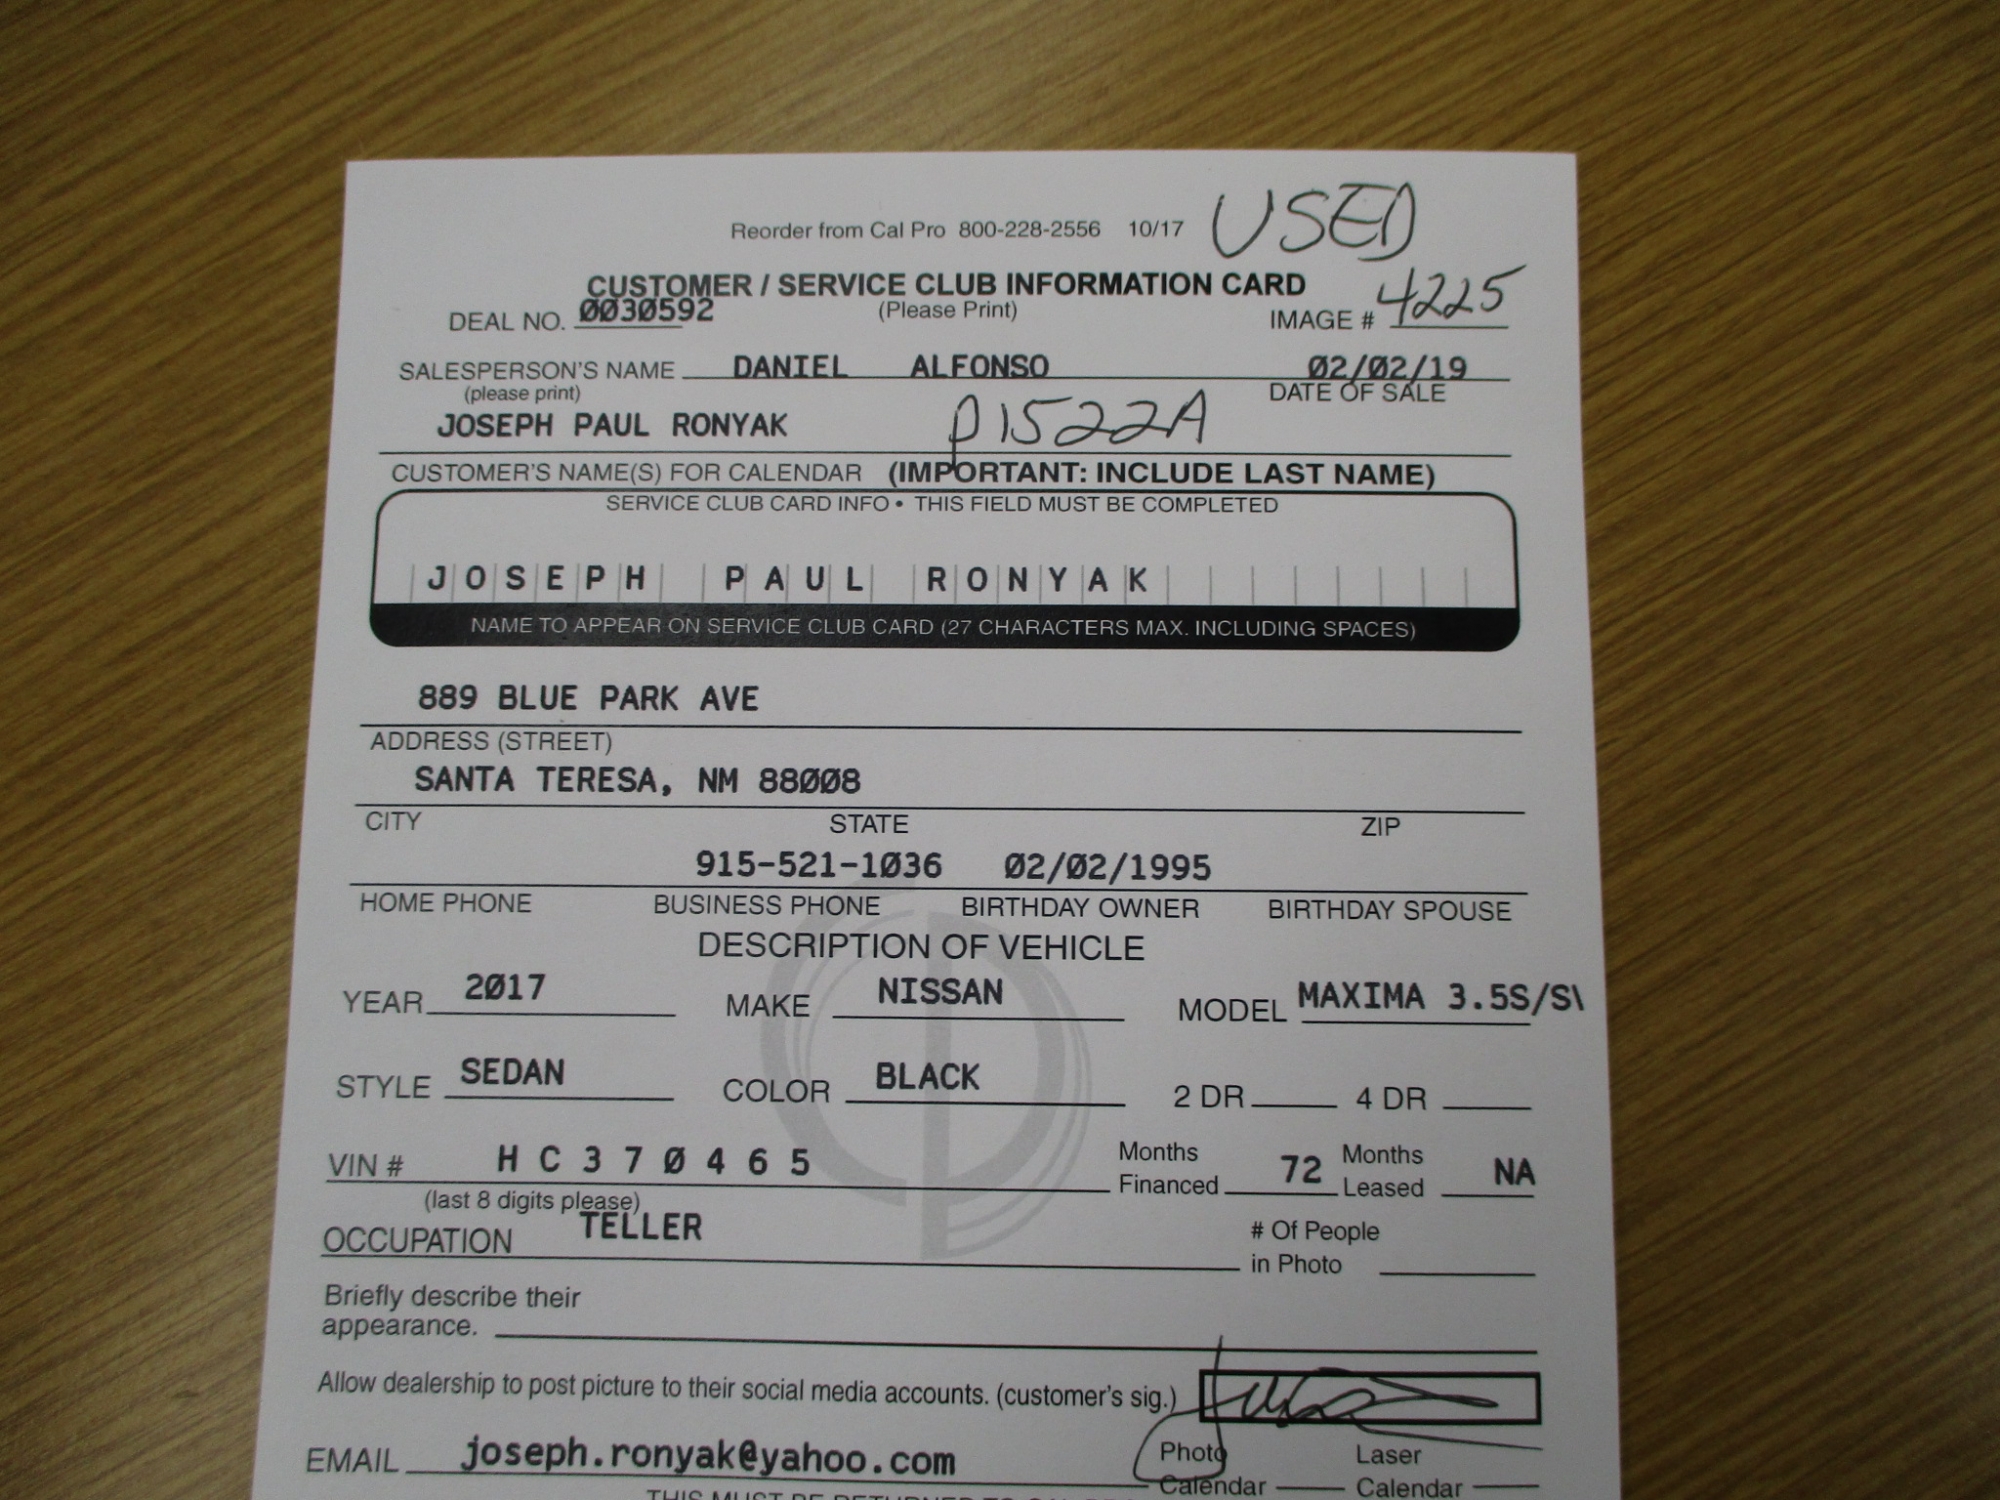 Reorder from Cal Pro 800-228-2556 10/17 USED
CUSTOMER / SERVICE CLUB INFORMATION CARD
DEAL NO. 0030592 (Please Print) IMAGE # 4225
SALESPERSON'S NAME DANIEL ALFONSO 02/02/19
(please print) DATE OF SALE
JOSEPH PAUL RONYAK P1522A
CUSTOMER'S NAME(S) FOR CALENDAR (IMPORTANT: INCLUDE LAST NAME)
SERVICE CLUB CARD INFO • THIS FIELD MUST BE COMPLETED
JOSEPH PAUL RONYAK
NAME TO APPEAR ON SERVICE CLUB CARD (27 CHARACTERS MAX. INCLUDING SPACES)
889 BLUE PARK AVE
ADDRESS (STREET)
SANTA TERESA, NM 88008
CITY STATE ZIP
915-521-1036 02/02/1995
HOME PHONE BUSINESS PHONE BIRTHDAY OWNER BIRTHDAY SPOUSE
DESCRIPTION OF VEHICLE
YEAR 2017 MAKE NISSAN MODEL MAXIMA 3.5S/S\
STYLE SEDAN COLOR BLACK 2 DR 4 DR
VIN # HC370465 Months Financed 72 Months Leased NA
(last 8 digits please)
OCCUPATION TELLER # Of People in Photo
Briefly describe their
appearance.
Allow dealership to post picture to their social media accounts. (customer's sig.)
EMAIL joseph.ronyak@yahoo.com Photo Calendar Laser Calendar
THIS MUST BE RETURNED TO